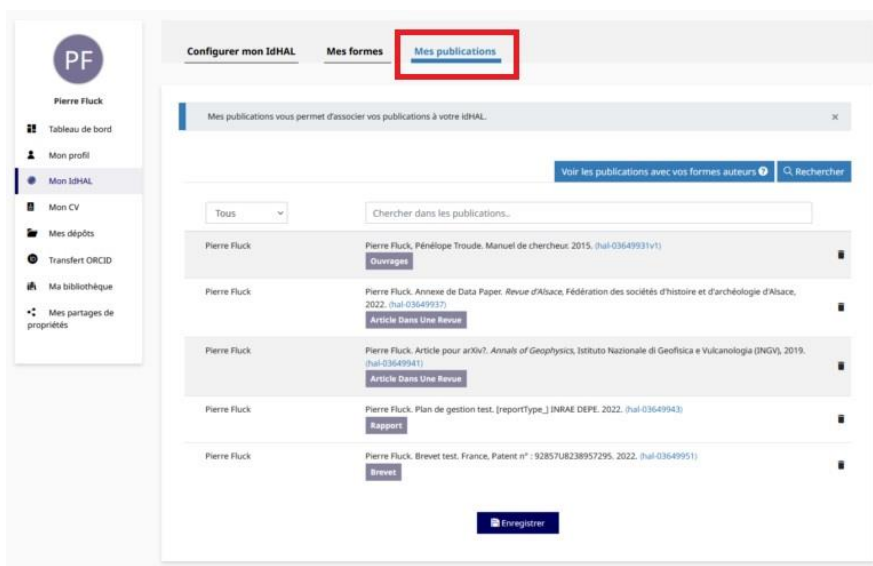 PF
Pierre Fluck
Tableau de bord
Mon profil
Mon IdHAL
Mon CV
Mes dépôts
Transfert ORCID
Ma bibliothèque
Mes partages de
propriétés
Configurer mon IdHAL
Mes formes
Mes publications
Mes publications vous permet d'associer vos publications à votre idHAL.
×
Voir les publications avec vos formes auteurs ?
Rechercher
Tous
Chercher dans les publications..
Pierre Fluck
Pierre Fluck, Pénélope Troude. Manuel de chercheur. 2015. (hal-03649931v1)
Ouvrages
Pierre Fluck
Pierre Fluck. Annexe de Data Paper. Revue d'Alsace, Fédération des sociétés d'histoire et d'archéologie d'Alsace,
2022. (hal-03649937)
Article Dans Une Revue
Pierre Fluck
Pierre Fluck. Article pour arXiv?. Annals of Geophysics, Istituto Nazionale di Geofisica e Vulcanologia (INGV), 2019.
(hal-03649941)
Article Dans Une Revue
Pierre Fluck
Pierre Fluck. Plan de gestion test. [reportType_] INRAE DEPE. 2022. (hal-03649943)
Rapport
Pierre Fluck
Pierre Fluck. Brevet test. France, Patent n° : 92857U8238957295. 2022. (hal-03649951)
Brevet
Enregistrer